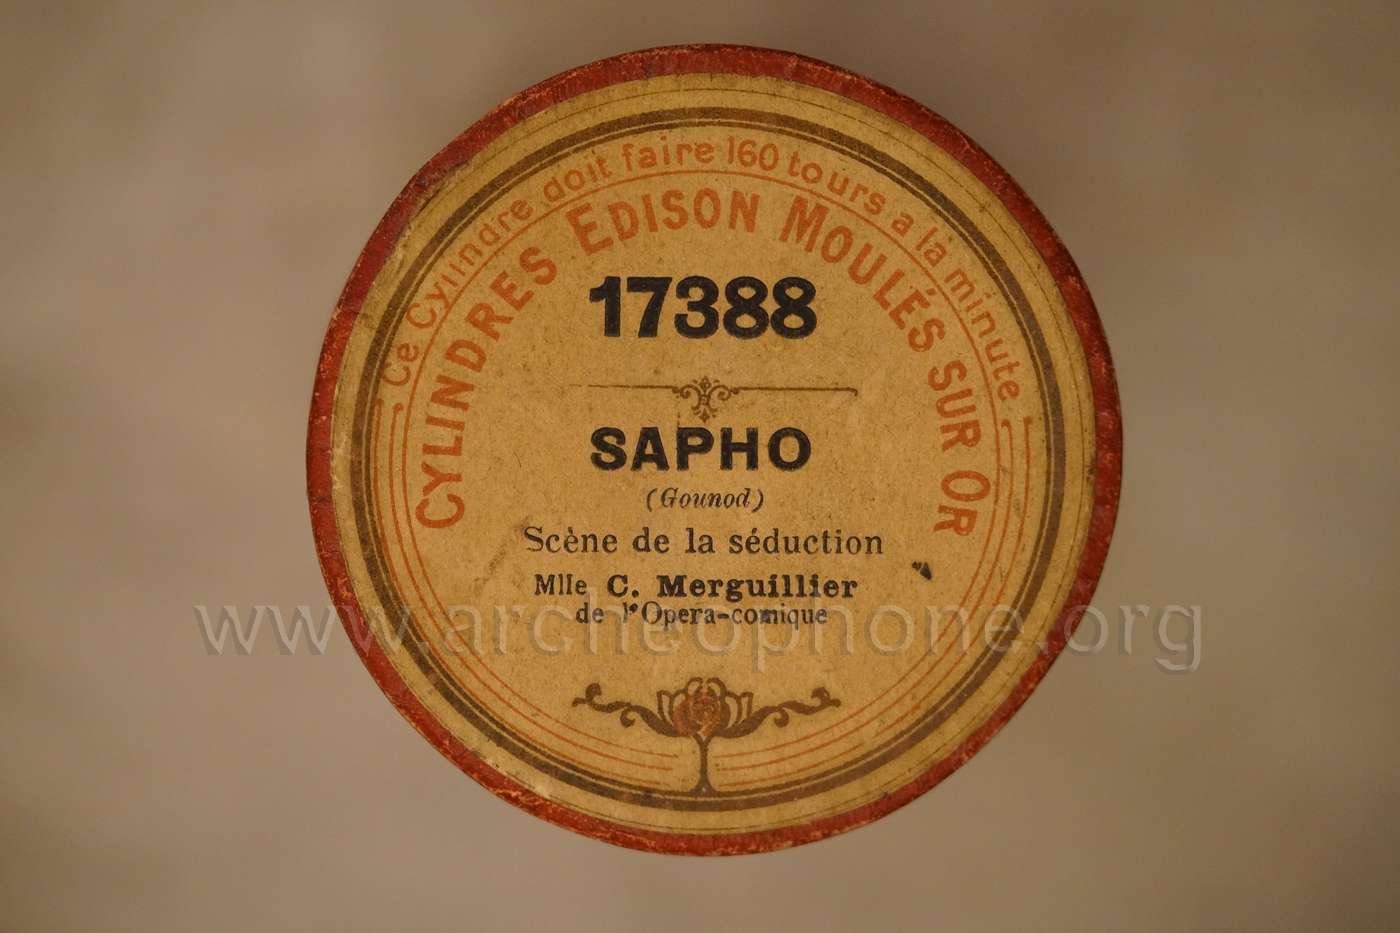 Ce Cylindre doit faire 160 tours a la minute
CYLINDRES EDISON MOULÉS SUR OR
17388
SAPHO
(Gounod)
Scène de la séduction
Mlle C. Merguillier
de l'Opera-comique
www.archeophone.org